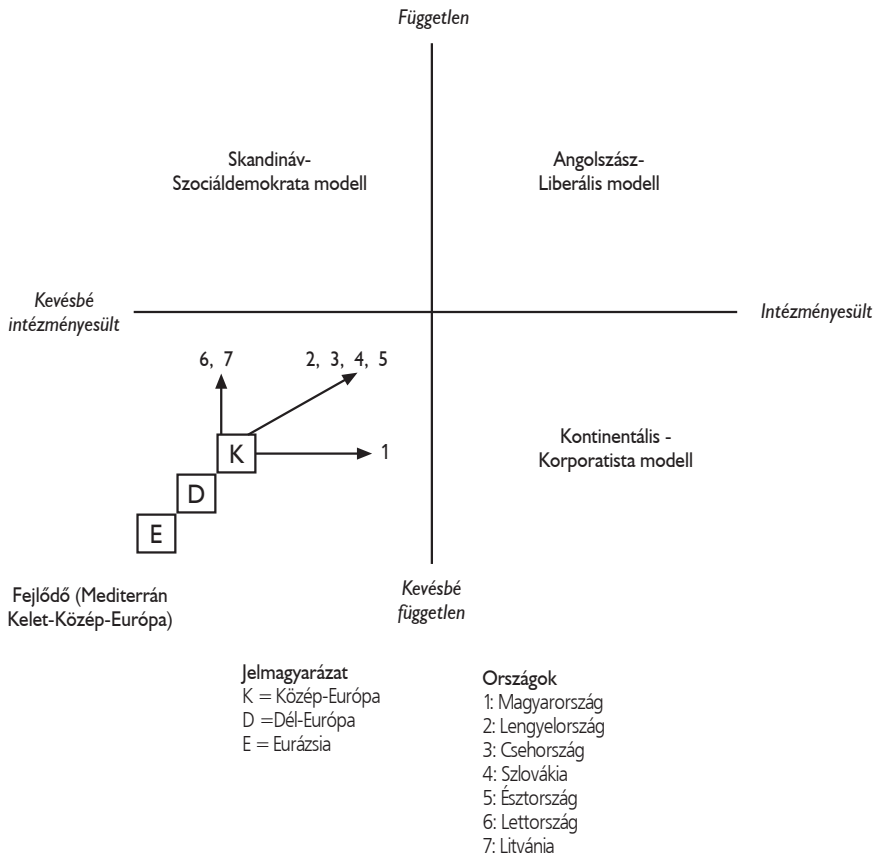 Független
Skandináv-
Szociáldemokrata modell
Angolszász-
Liberális modell
Kevésbé
intézményesült
Intézményesült
6, 7
2, 3, 4, 5
K
1
D
E
Kontinentális -
Korporatista modell
Fejlődő (Mediterrán
Kelet-Közép-Európa)
Kevésbé
független
Jelmagyarázat
K = Közép-Európa
D =Dél-Európa
E = Eurázsia
Országok
1: Magyarország
2: Lengyelország
3: Csehország
4: Szlovákia
5: Észtország
6: Lettország
7: Litvánia